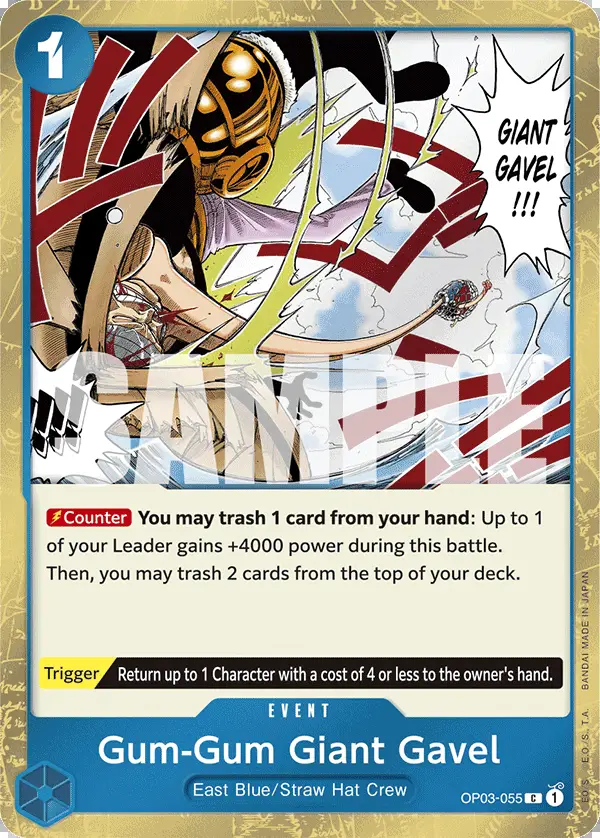 1
GIANT
GAVEL
!!!
SAMPLE
Counter You may trash 1 card from your hand: Up to 1
of your Leader gains +4000 power during this battle.
Then, you may trash 2 cards from the top of your deck.
Trigger Return up to 1 Character with a cost of 4 or less to the owner's hand.
EVENT
Gum-Gum Giant Gavel
East Blue/Straw Hat Crew
OP03-055 C 1
E.O.S. E.O./S. T.A. BANDAI MADE IN JAPAN